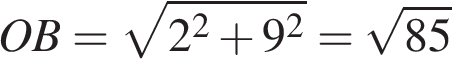 OB = √(2² + 9²) = √85